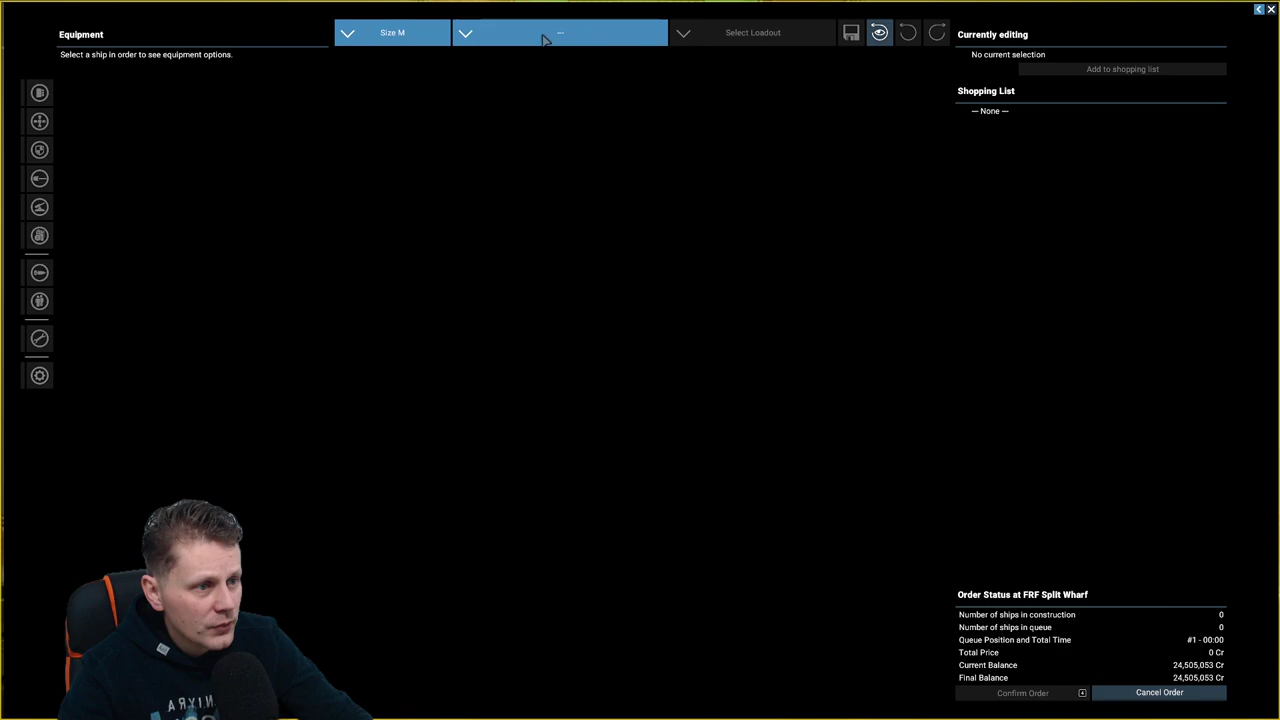 Equipment
Select a ship in order to see equipment options.
Size M
---
Select Loadout
Currently editing
No current selection
Add to shopping list
Shopping List
--- None ---
Order Status at FRF Split Wharf
Number of ships in construction 0
Number of ships in queue 0
Queue Position and Total Time #1 - 00:00
Total Price 0 Cr
Current Balance 24,505,053 Cr
Final Balance 24,505,053 Cr
Confirm Order
Cancel Order